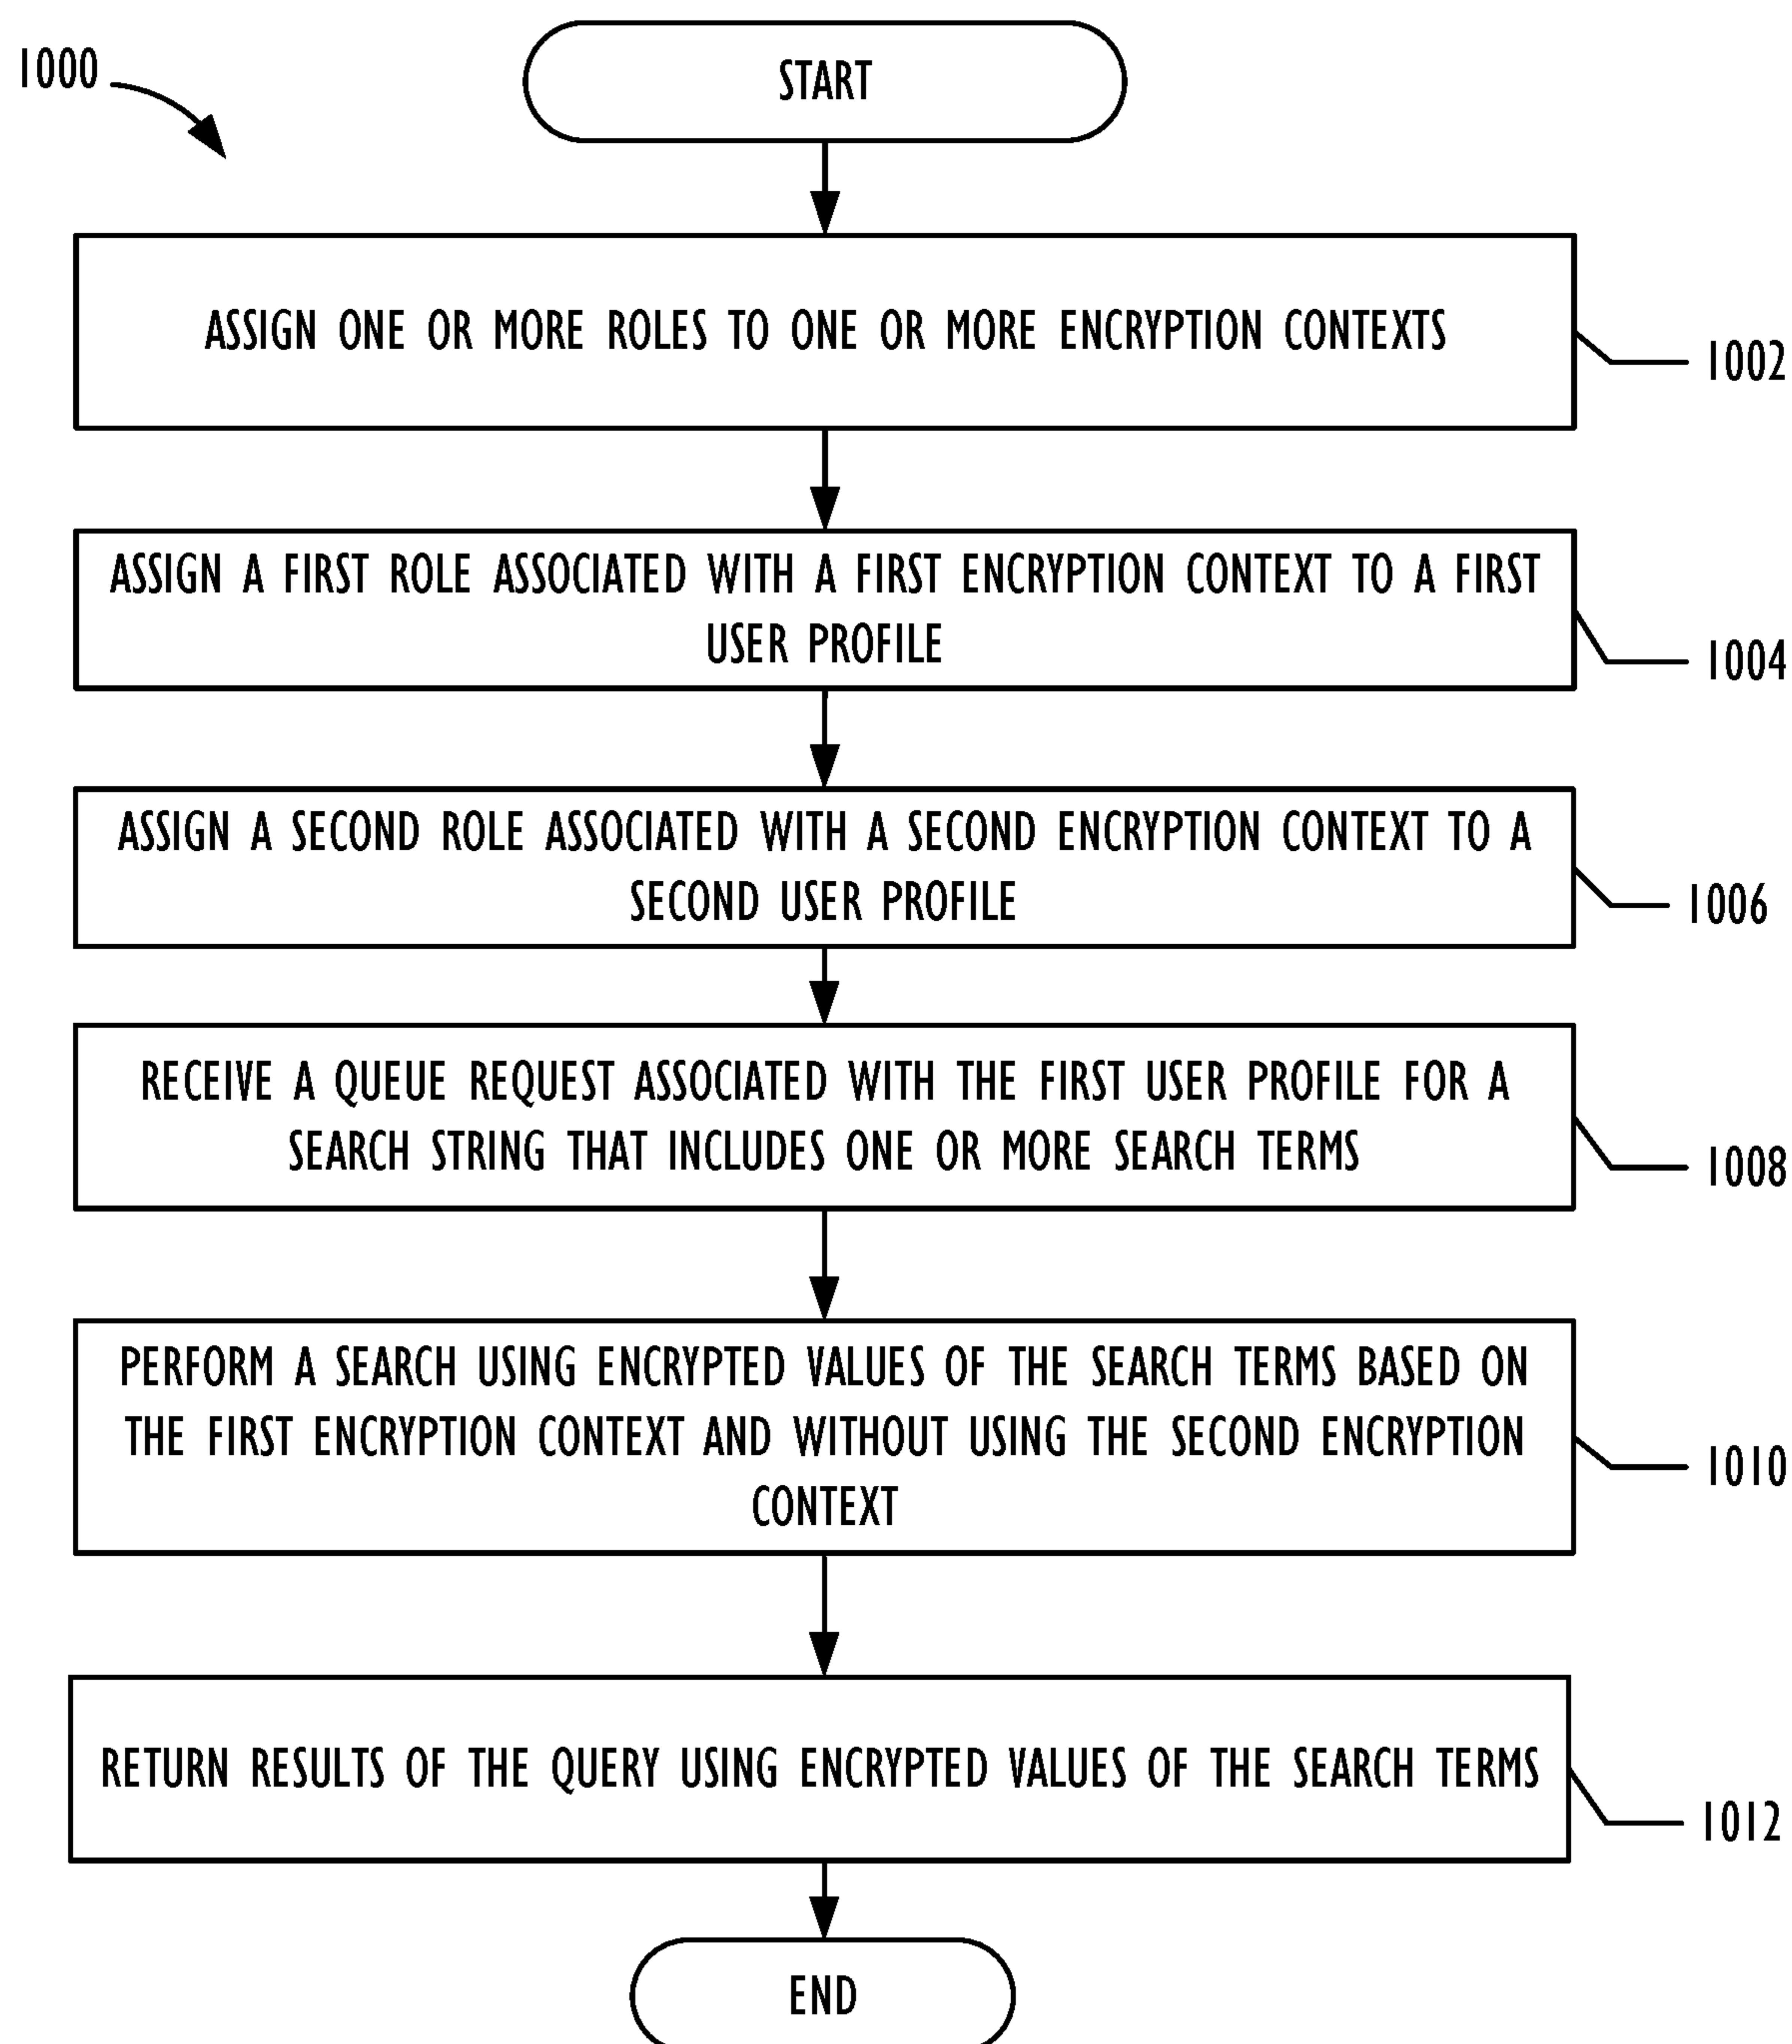 1000
START
ASSIGN ONE OR MORE ROLES TO ONE OR MORE ENCRYPTION CONTEXTS
1002
ASSIGN A FIRST ROLE ASSOCIATED WITH A FIRST ENCRYPTION CONTEXT TO A FIRST
USER PROFILE
1004
ASSIGN A SECOND ROLE ASSOCIATED WITH A SECOND ENCRYPTION CONTEXT TO A
SECOND USER PROFILE
1006
RECEIVE A QUEUE REQUEST ASSOCIATED WITH THE FIRST USER PROFILE FOR A
SEARCH STRING THAT INCLUDES ONE OR MORE SEARCH TERMS
1008
PERFORM A SEARCH USING ENCRYPTED VALUES OF THE SEARCH TERMS BASED ON
THE FIRST ENCRYPTION CONTEXT AND WITHOUT USING THE SECOND ENCRYPTION
CONTEXT
1010
RETURN RESULTS OF THE QUERY USING ENCRYPTED VALUES OF THE SEARCH TERMS
1012
END